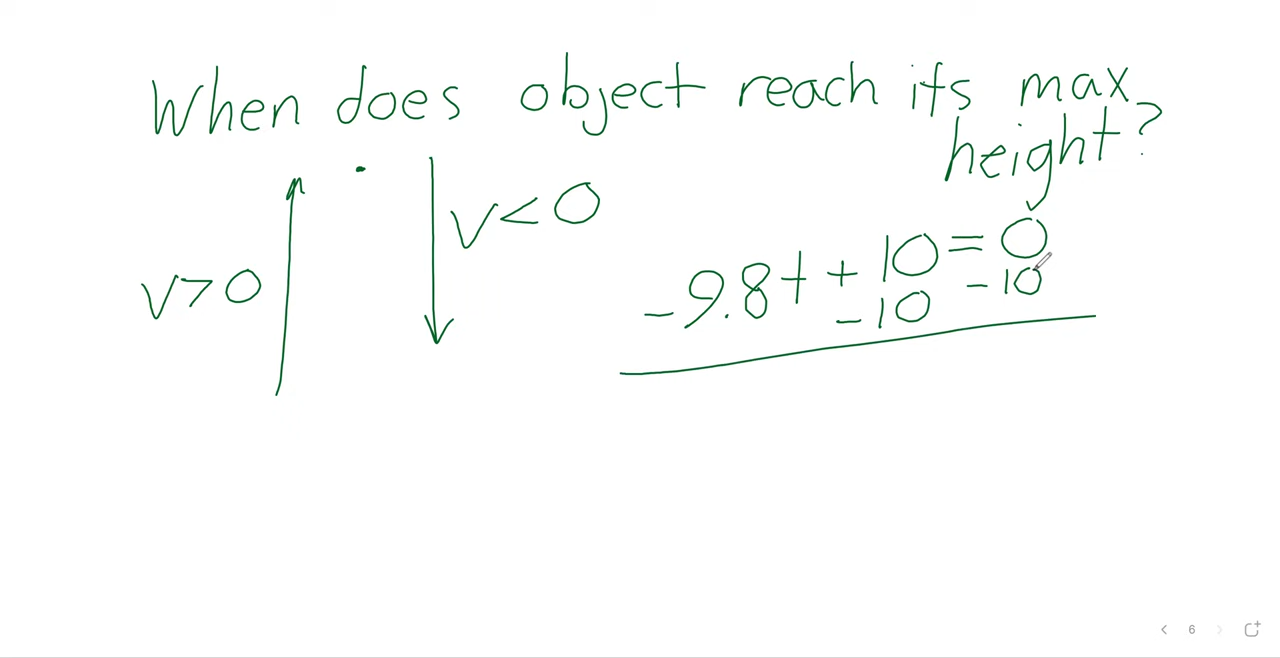 When does object reach its max
height?
v < 0
v > 0
-9.8t + 10 = 0
-10 -10
6